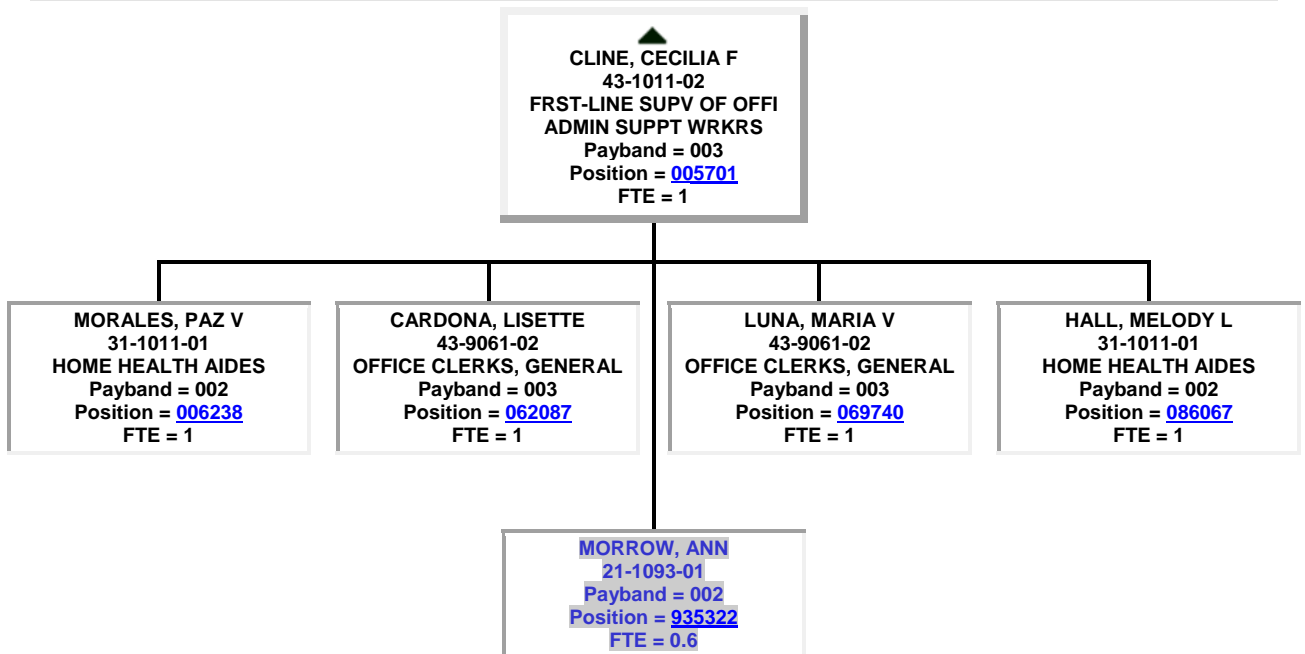 CLINE, CECILIA F
43-1011-02
FRST-LINE SUPV OF OFFI
ADMIN SUPPT WRKRS
Payband = 003
Position = 005701
FTE = 1
MORALES, PAZ V
31-1011-01
HOME HEALTH AIDES
Payband = 002
Position = 006238
FTE = 1
CARDONA, LISETTE
43-9061-02
OFFICE CLERKS, GENERAL
Payband = 003
Position = 062087
FTE = 1
LUNA, MARIA V
43-9061-02
OFFICE CLERKS, GENERAL
Payband = 003
Position = 069740
FTE = 1
HALL, MELODY L
31-1011-01
HOME HEALTH AIDES
Payband = 002
Position = 086067
FTE = 1
MORROW, ANN
21-1093-01
Payband = 002
Position = 935322
FTE = 0.6